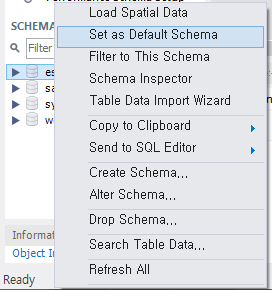 Load Spatial Data
SCHEM
Set as Default Schema
Filter
Filter to This Schema
es
Schema Inspector
sa
Table Data Import Wizard
sy
w
Copy to Clipboard
Send to SQL Editor
Create Schema...
Alter Schema...
Drop Schema...
Informat
Search Table Data...
Object In
Refresh All
Ready